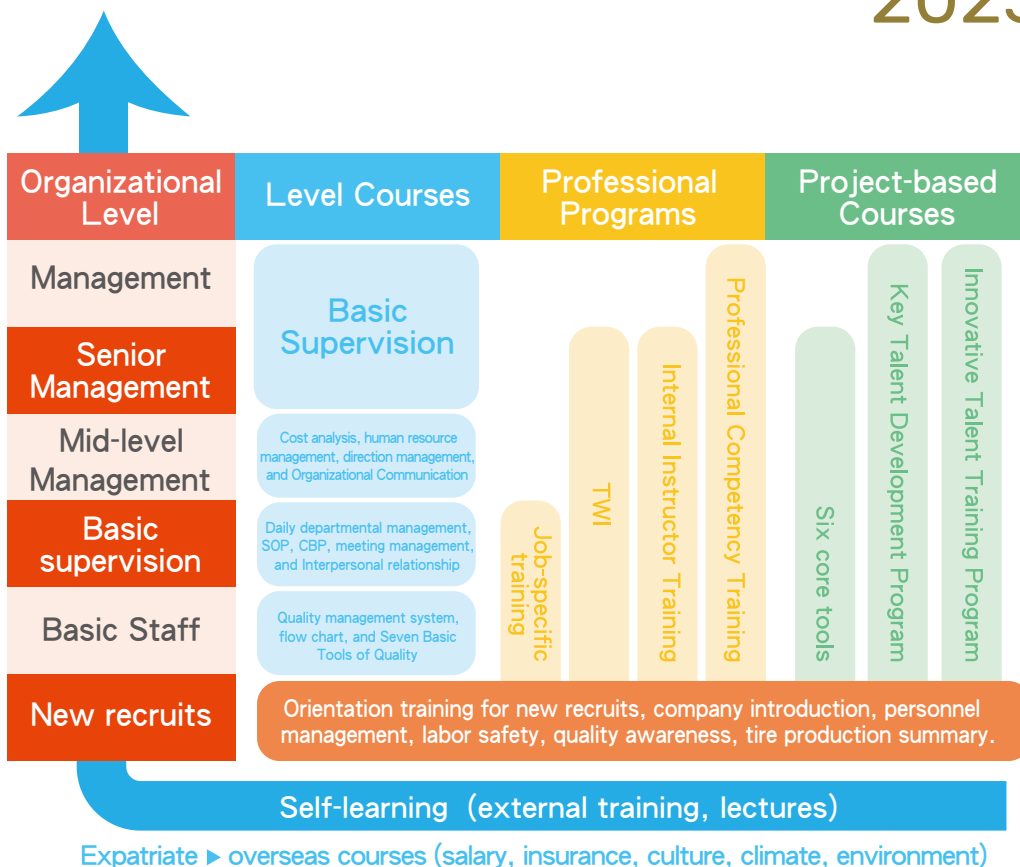 Organizational
Level
Level Courses
Professional
Programs
Project-based
Courses
Management
Basic
Supervision
Senior
Management
Mid-level
Management
Cost analysis, human resource
management, direction management,
and Organizational Communication
Basic
supervision
Daily departmental management,
SOP, CBP, meeting management,
and Interpersonal relationship
Basic Staff
Quality management system,
flow chart, and Seven Basic
Tools of Quality
Job-specific
training
TWI
Internal Instructor Training
Professional Competency Training
Six core tools
Key Talent Development Program
Innovative Talent Training Program
New recruits
Orientation training for new recruits, company introduction, personnel
management, labor safety, quality awareness, tire production summary.
Self-learning (external training, lectures)
Expatriate ▶ overseas courses (salary, insurance, culture, climate, environment)